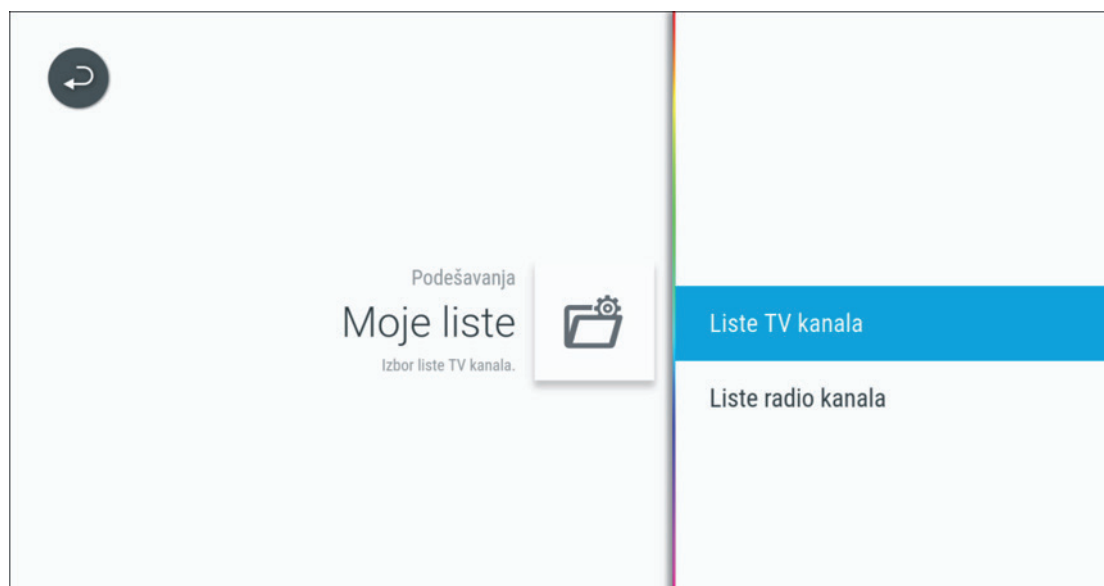 Podešavanja
Moje liste
Izbor liste TV kanala.
Liste TV kanala
Liste radio kanala